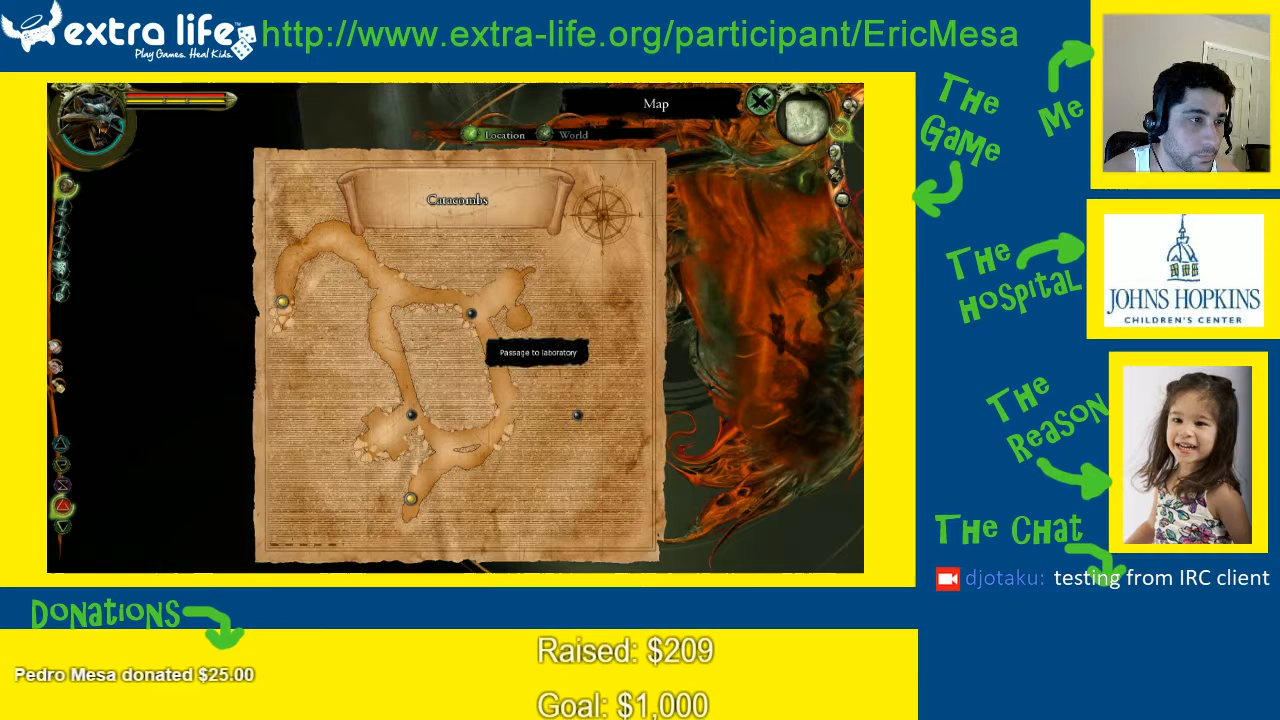 extra life
Play Games. Heal Kids.
http://www.extra-life.org/participant/EricMesa
Map
Location World
Catacombs
Passage to laboratory
The Game
Me
The Hospital
JOHNS HOPKINS
CHILDREN'S CENTER
The Reason
The Chat
djotaku: testing from IRC client
Donations
Pedro Mesa donated $25.00
Raised: $209
Goal: $1,000